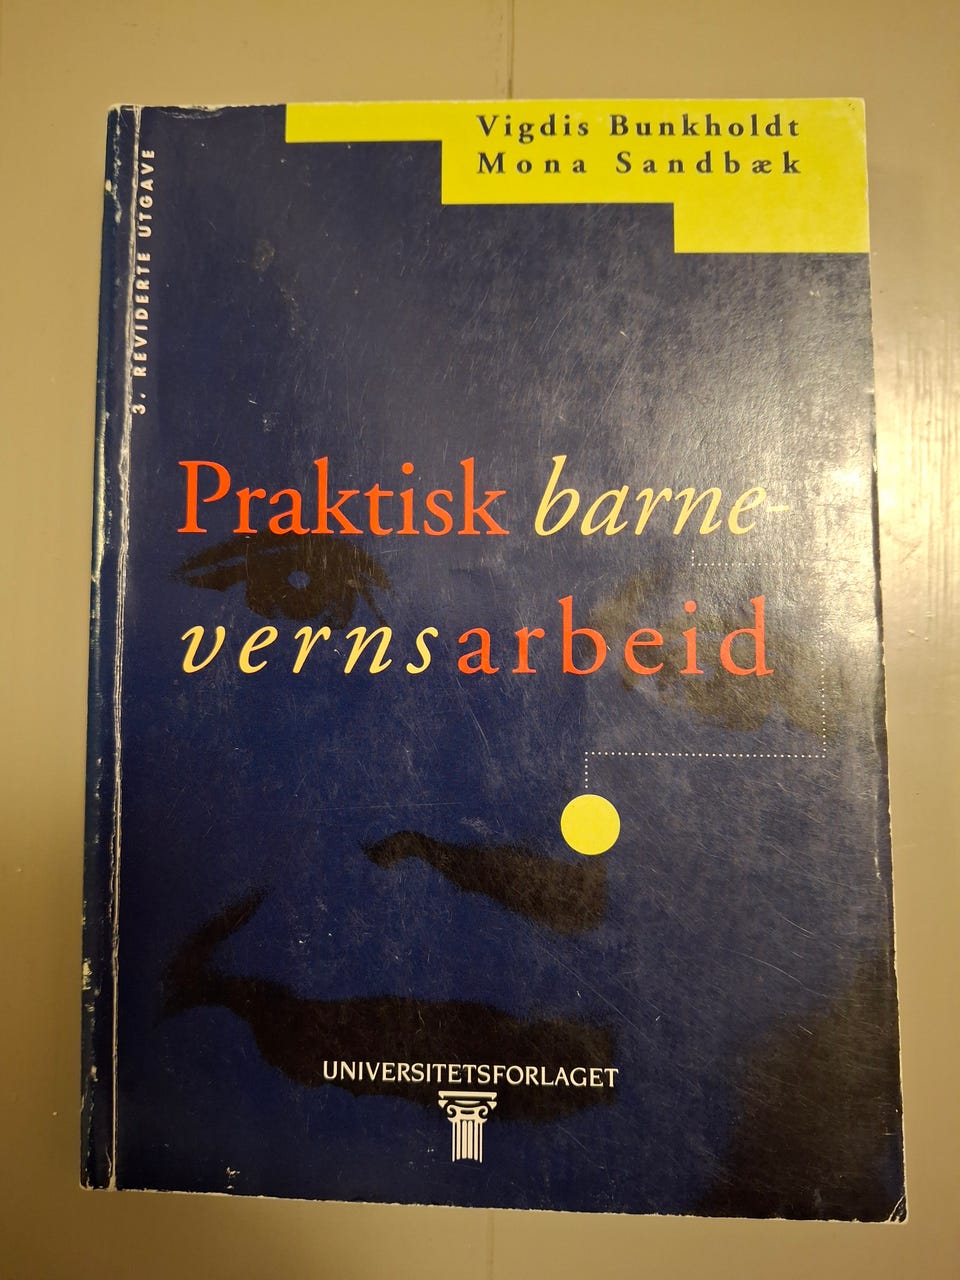 Vigdis Bunkholdt
Mona Sandbæk
3. REVIDERTE UTGAVE
Praktisk barne-
vernsarbeid
UNIVERSITETSFORLAGET